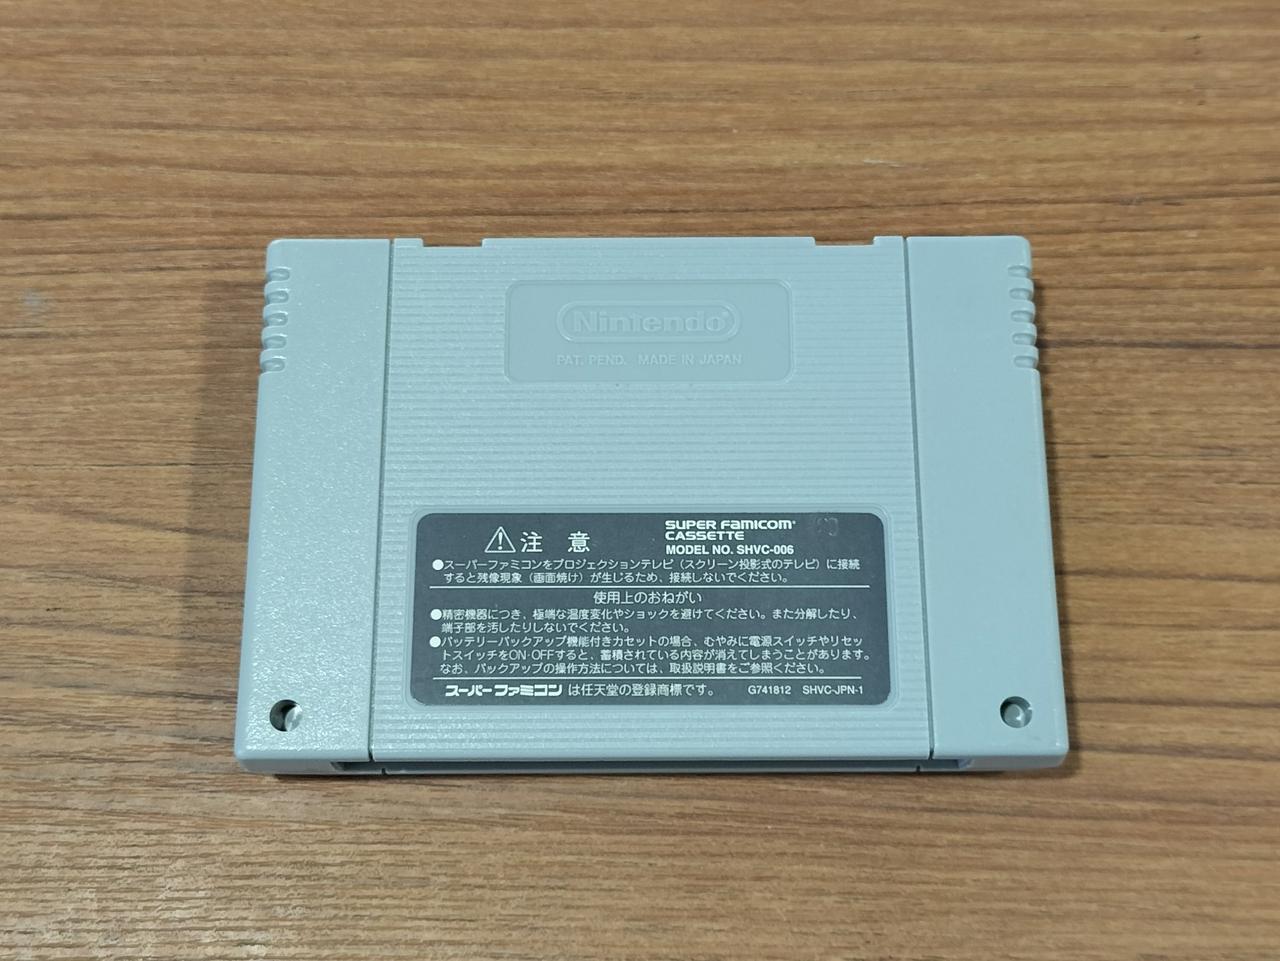 Nintendo®
PAT. PEND. MADE IN JAPAN
注 意
SUPER FAMICOM®
CASSETTE
MODEL NO. SHVC-006
●スーパーファミコンをプロジェクションテレビ（スクリーン投影式のテレビ）に接続
すると残像現象（画面焼け）が生じるため、接続しないでください。
使用上のおねがい
●精密機器につき、極端な温度変化やショックを避けてください。また分解したり、
端子部を汚したりしないでください。
●バッテリーバックアップ機能付きカセットの場合、むやみに電源スイッチやリセッ
トスイッチをON・OFFすると、蓄積されている内容が消えてしまうことがあります。
なお、バックアップの操作方法については、取扱説明書をご参照ください。
スーパーファミコンは任天堂の登録商標です。 G741812 SHVC-JPN-1